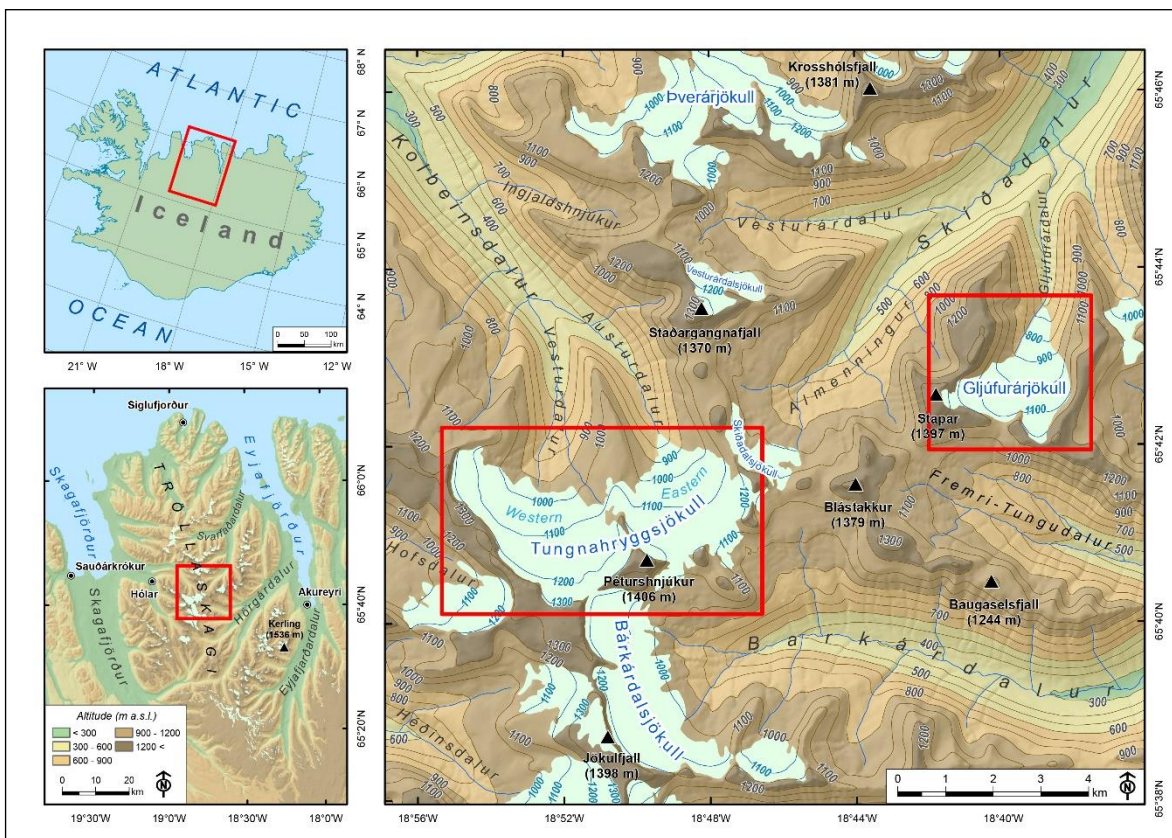 ATLANTIC
OCEAN
Iceland
68° N
67° N
66° N
65° N
64° N
21° W
18° W
15° W
12° W
0 50 100
km
Siglufjorður
Skagafjörður
Eyjafjörður
TRÖLLASKAGI
Svarfaðardalur
Sauðárkrókur
Hólar
Hörgárdalur
Akureyri
Kerling
(1536 m)
Skagafjörður
Eyjafjarðardalur
66° 0' N
65° 40' N
65° 20' N
19°30' W
19° 0' W
18°30' W
18° 0' W
Altitude (m a.s.l.)
< 300
300 - 600
600 - 900
900 - 1200
1200 <
0 10 20
km
N
Krosshólsfjall
(1381 m)
Þverárjökull
Kolbeinsdalur
Ingjaldshnjúkur
Vesturárdalur
Skíðadalur
Gljúfurárdalur
Vesturárdalsjökull
Staðargangnafjall
(1370 m)
Austurdalur
Vesturdalur
Almenningur
Gljúfurárjökull
Stapar
(1397 m)
Skíðadalsjökull
Western
Eastern
Tungnahryggsjökull
Blástakkur
(1379 m)
Fremri-Tungudalur
Hofsdalur
Péturshnjúkur
(1406 m)
Baugaselsfjall
(1244 m)
Barkárdalur
Bárkárdalsjökull
Héðinsdalur
Jökulfjall
(1398 m)
0 1 2 3 4
km
N
65°46' N
65°44' N
65°42' N
65°40' N
65°38' N
18°56' W
18°52' W
18°48' W
18°44' W
18°40' W